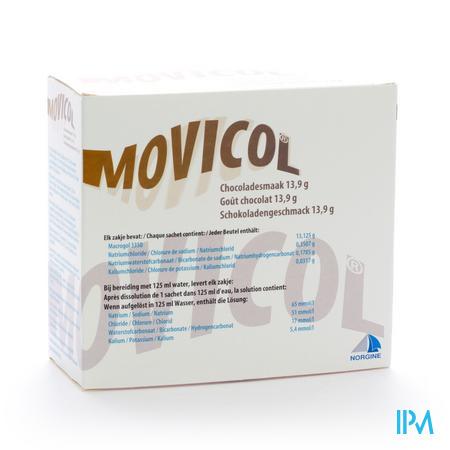 MOVICOL®
Chocoladesmaak 13,9 g
Goût chocolat 13,9 g
Schokoladengeschmack 13,9 g
Elk zakje bevat: / Chaque sachet contient: / Jeder Beutel enthält:
Macrogol 3350 13,125 g
Natriumchloride / Chlorure de sodium / Natriumchlorid 0,3507 g
Natriumwaterstofcarbonaat / Bicarbonate de sodium / Natriumhydrogencarbonat 0,1785 g
Kaliumchloride / Chlorure de potassium / Kaliumchlorid 0,0317 g
Bij bereiding met 125 ml water, levert elk zakje:
Après dissolution de 1 sachet dans 125 ml d'eau, la solution contient:
Wenn aufgelöst in 125 ml Wasser, enthält die Lösung:
Natrium / Sodium / Natrium 65 mmol/l
Chloride / Chlorure / Chlorid 51 mmol/l
Waterstofcarbonaat / Bicarbonate / Hydrogencarbonat 17 mmol/l
Kalium / Potassium / Kalium 5,4 mmol/l
MOVICOL®
NORGINE
IPM